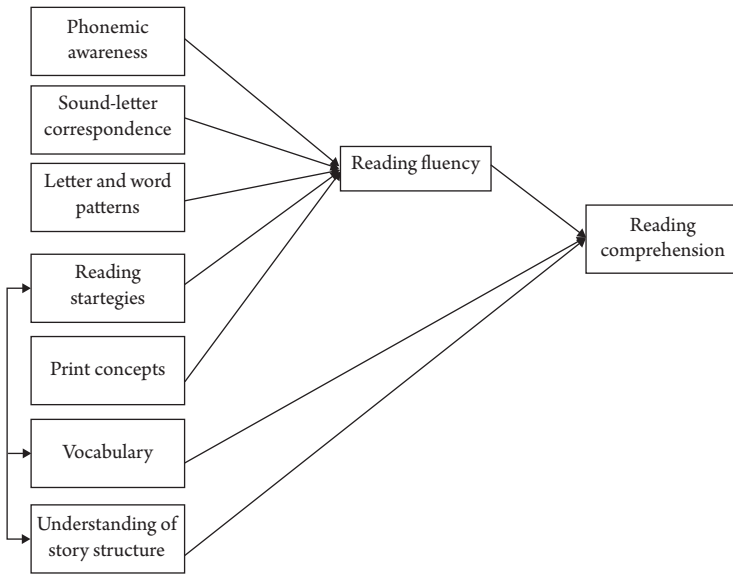 Phonemic
awareness
Sound-letter
correspondence
Letter and word
patterns
Reading
startegies
Print concepts
Vocabulary
Understanding of
story structure
Reading fluency
Reading
comprehension